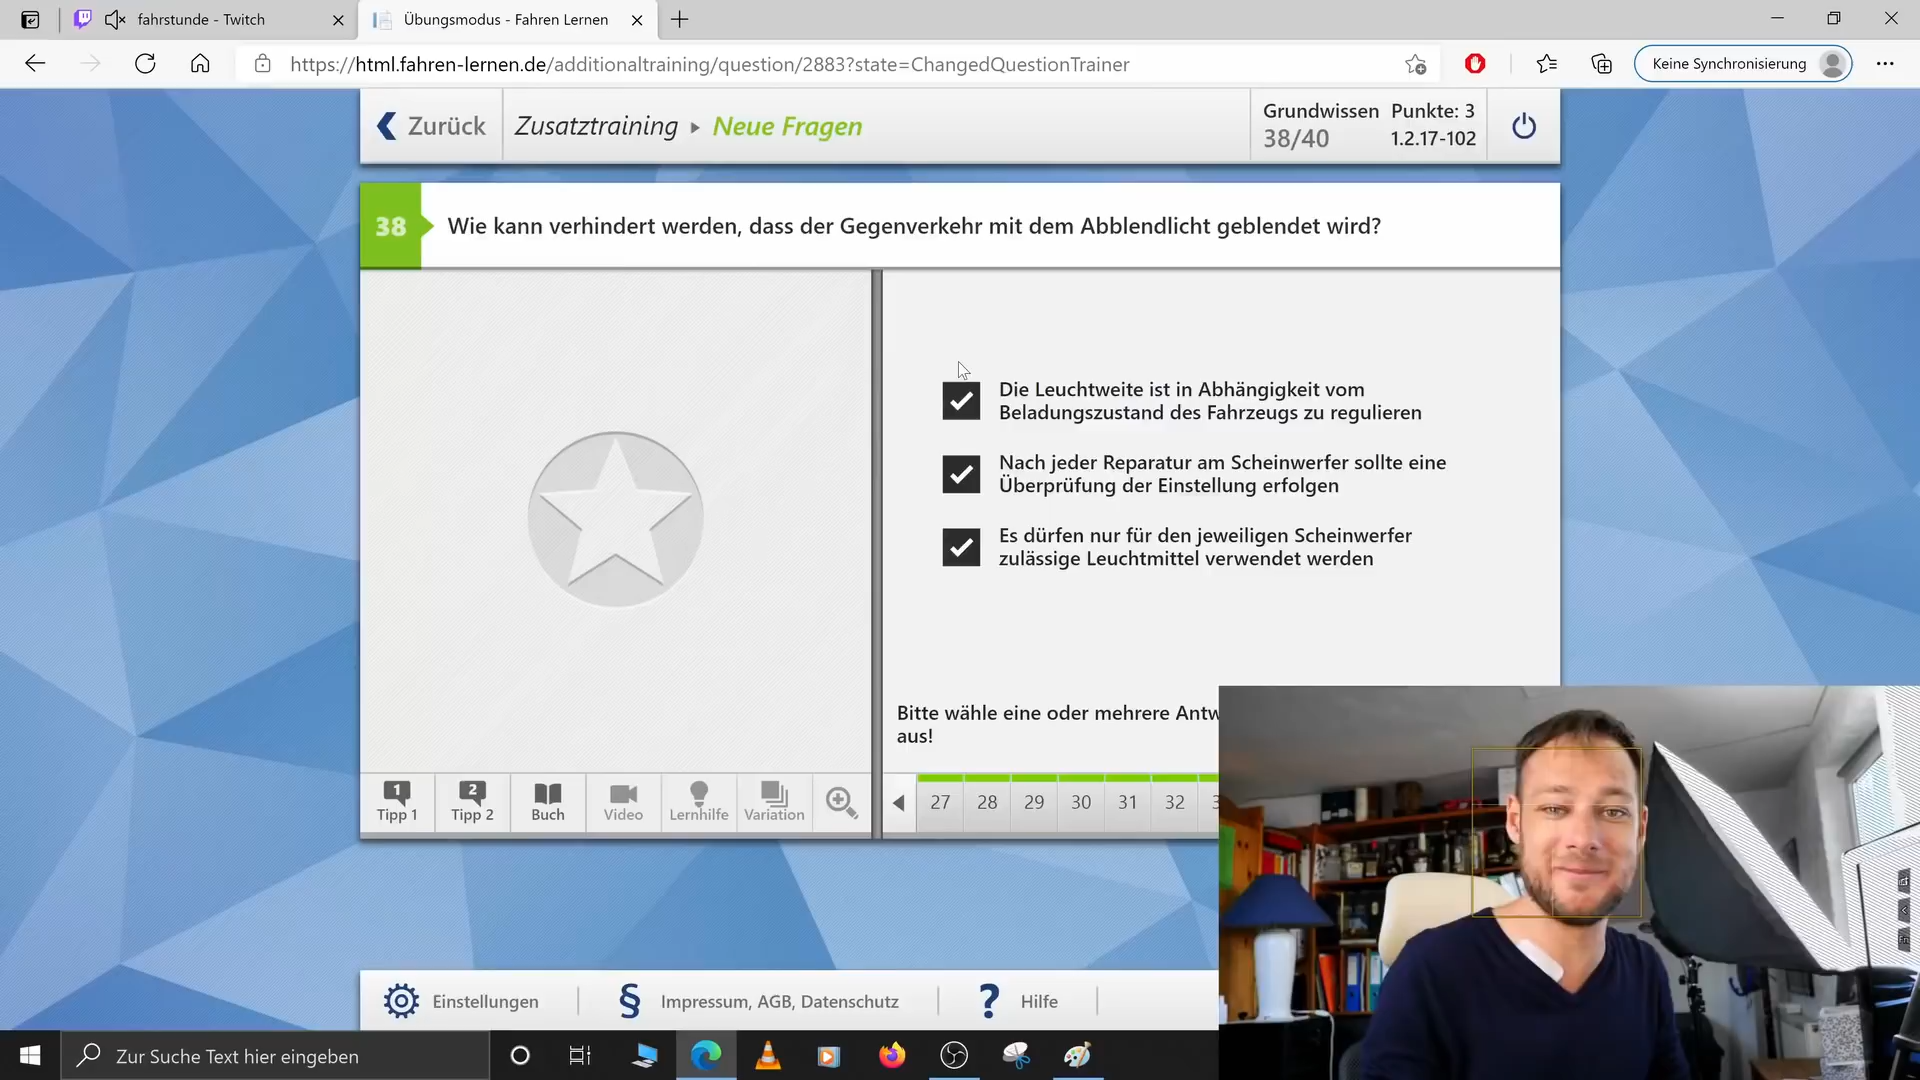 fahrstunde - Twitch
Übungsmodus - Fahren Lernen
https://html.fahren-lernen.de/additionaltraining/question/2883?state=ChangedQuestionTrainer
Keine Synchronisierung
Zurück
Zusatztraining ▸ Neue Fragen
Grundwissen Punkte: 3
38/40 1.2.17-102
38
Wie kann verhindert werden, dass der Gegenverkehr mit dem Abblendlicht geblendet wird?
Die Leuchtweite ist in Abhängigkeit vom
Beladungszustand des Fahrzeugs zu regulieren
Nach jeder Reparatur am Scheinwerfer sollte eine
Überprüfung der Einstellung erfolgen
Es dürfen nur für den jeweiligen Scheinwerfer
zulässige Leuchtmittel verwendet werden
Bitte wähle eine oder mehrere Antw
aus!
1 2
Tipp 1 Tipp 2 Buch Video Lernhilfe Variation
27 28 29 30 31 32
Einstellungen
§ Impressum, AGB, Datenschutz
? Hilfe
Zur Suche Text hier eingeben